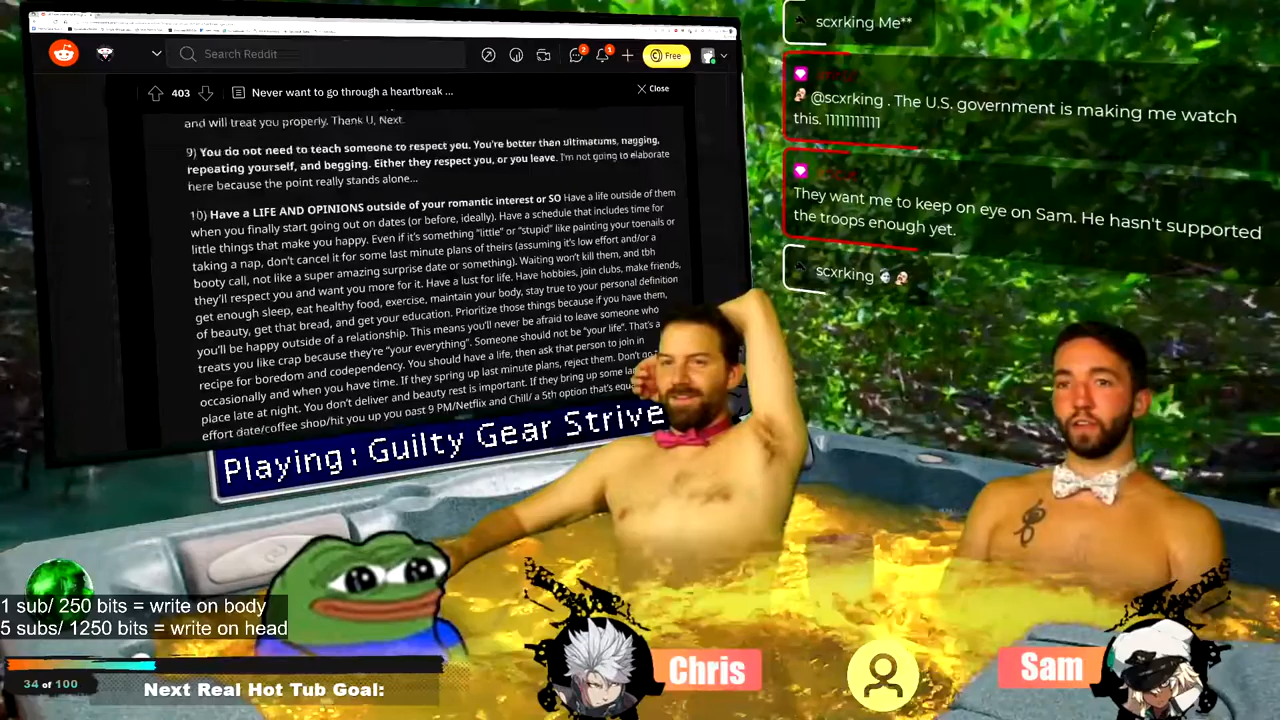 Search Reddit
2
1
Free
403
Never want to go through a heartbreak ...
Close
and will treat you properly. Thank U, Next.
9) You do not need to teach someone to respect you. You're better than ultimatums, nagging,
repeating yourself, and begging. Either they respect you, or you leave. I'm not going to elaborate
here because the point really stands alone...
10) Have a LIFE AND OPINIONS outside of your romantic interest or SO Have a life outside of them
when you finally start going out on dates (or before, ideally). Have a schedule that includes time for
little things that make you happy. Even if it's something "little" or "stupid" like painting your toenails or
taking a nap, don't cancel it for some last minute plans of theirs (assuming it's low effort and/or a
booty call, not like a super amazing surprise date or something). Waiting won't kill them, and tbh
they'll respect you and want you more for it. Have a lust for life. Have hobbies, join clubs, make friends,
get enough sleep, eat healthy food, exercise, maintain your body, stay true to your personal definition
of beauty, get that bread, and get your education. Prioritize those things because if you have them,
you'll be happy outside of a relationship. This means you'll never be afraid to leave someone who
treats you like crap because they're "your everything". Someone should not be "your life". That's a
recipe for boredom and codependency. You should have a life, then ask that person to join in
occasionally and when you have time. If they spring up last minute plans, reject them. Don't go
place late at night. You don't deliver and beauty rest is important. If they bring up some
effort date/coffee shop/hit you up past 9 PM/Netflix and Chill/ a 5th option that's
Playing: Guilty Gear Strive
scxrking Me**
@scxrking . The U.S. government is making me watch
this. 11111111111
They want me to keep on eye on Sam. He hasn't supported
the troops enough yet.
scxrking
1 sub/ 250 bits = write on body
5 subs/ 1250 bits = write on head
34 of 100
Next Real Hot Tub Goal:
Chris
Sam